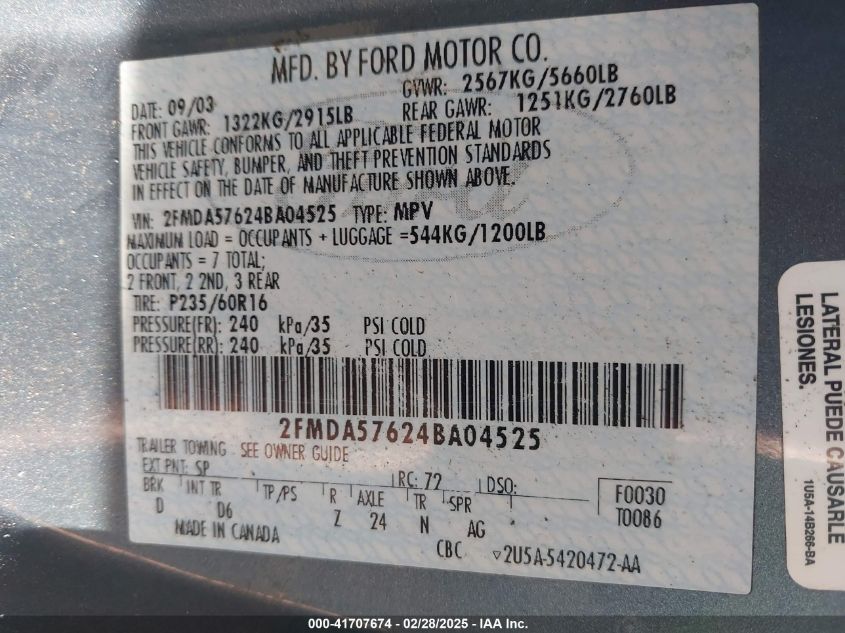 MFD. BY FORD MOTOR CO.
DATE: 09/03 GVWR: 2567KG/5660LB
FRONT GAWR: 1322KG/2915LB REAR GAWR: 1251KG/2760LB
THIS VEHICLE CONFORMS TO ALL APPLICABLE FEDERAL MOTOR
VEHICLE SAFETY, BUMPER, AND THEFT PREVENTION STANDARDS
IN EFFECT ON THE DATE OF MANUFACTURE SHOWN ABOVE.
VIN: 2FMDA57624BA04525 TYPE: MPV
MAXIMUM LOAD = OCCUPANTS + LUGGAGE =544KG/1200LB
OCCUPANTS = 7 TOTAL;
2 FRONT, 2 2ND, 3 REAR
TIRE: P235/60R16
PRESSURE(FR): 240 kPa/35 PSI COLD
PRESSURE(RR): 240 kPa/35 PSI COLD
2FMDA57624BA04525
TRAILER TOWING - SEE OWNER GUIDE
EXT PNT: SP RC: 72 DSO:
BRK INT TR TP/PS R AXLE TR SPR
D D6 Z 24 N AG
F0030
T0086
MADE IN CANADA
CBC ▽2U5A-5420472-AA
LATERAL PUEDE CAUSARLE
LESIONES.
1U5A-14B266-BA
000-41707674 / 02/28/2025 - IAA Inc.